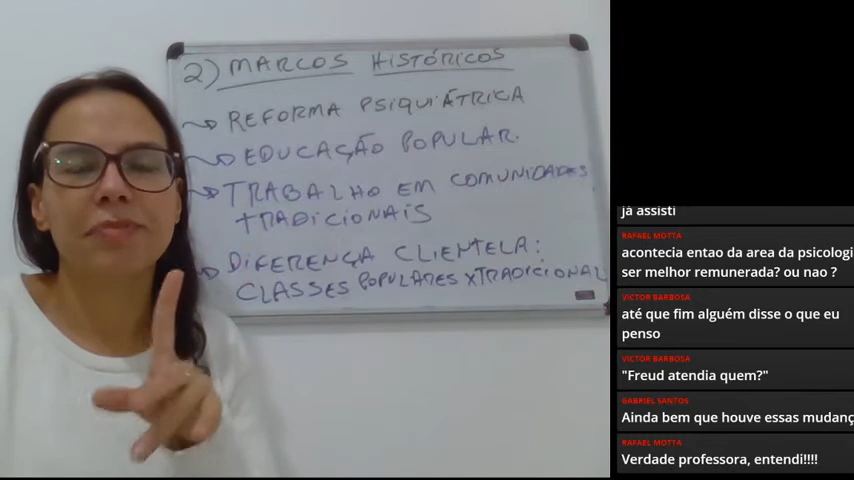 2) MARCOS HISTÓRICOS
REFORMA PSIQUIÁTRICA
EDUCAÇÃO POPULAR.
TRABALHO EM COMUNIDADES
TRADICIONAIS
DIFERENÇA CLIENTELA:
CLASSES POPULARES X TRADICIONAL
já assisti
RAFAEL MOTTA
acontecia entao da area da psicologi
ser melhor remunerada? ou nao ?
VICTOR BARBOSA
até que fim alguém disse o que eu
penso
VICTOR BARBOSA
"Freud atendia quem?"
GABRIEL SANTOS
Ainda bem que houve essas mudanç
RAFAEL MOTTA
Verdade professora, entendi!!!!